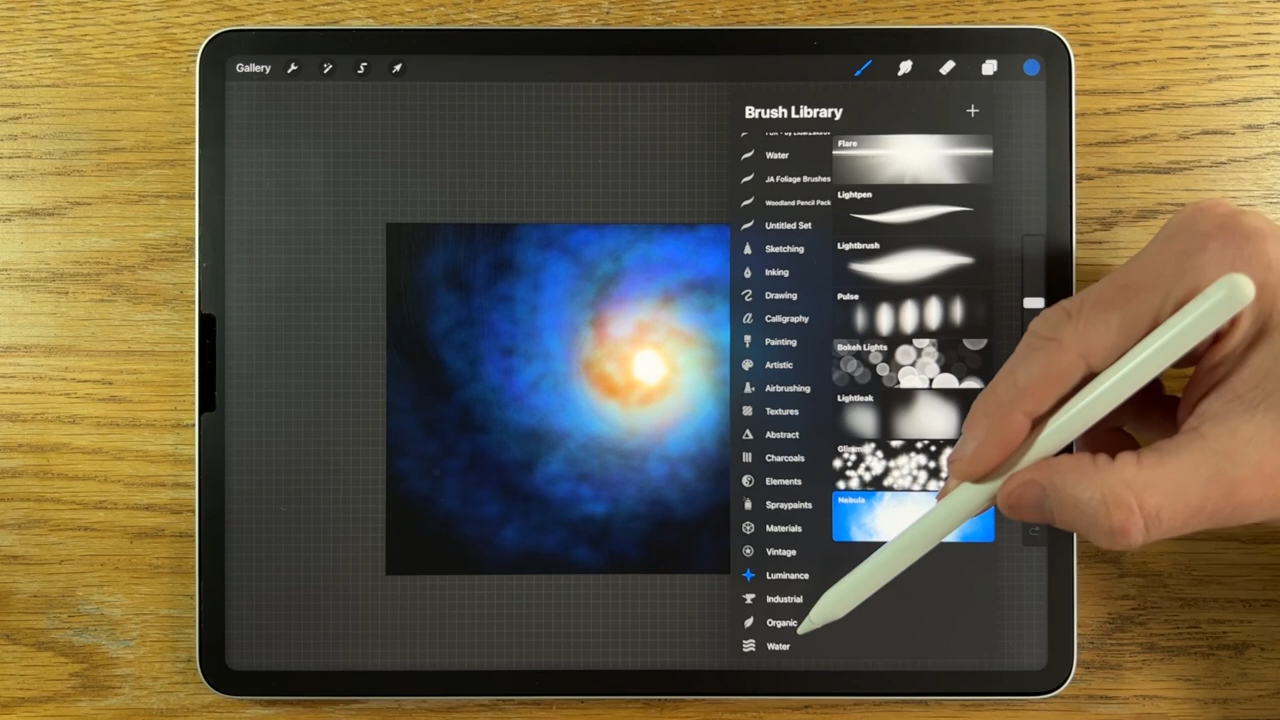 Gallery
Brush Library
Water
JA Foliage Brushes
Woodland Pencil Pack
Untitled Set
Sketching
Inking
Drawing
Calligraphy
Painting
Artistic
Airbrushing
Textures
Abstract
Charcoals
Elements
Spraypaints
Materials
Vintage
Luminance
Industrial
Organic
Water
Flare
Lightpen
Lightbrush
Pulse
Bokeh Lights
Lightleak
Nebula